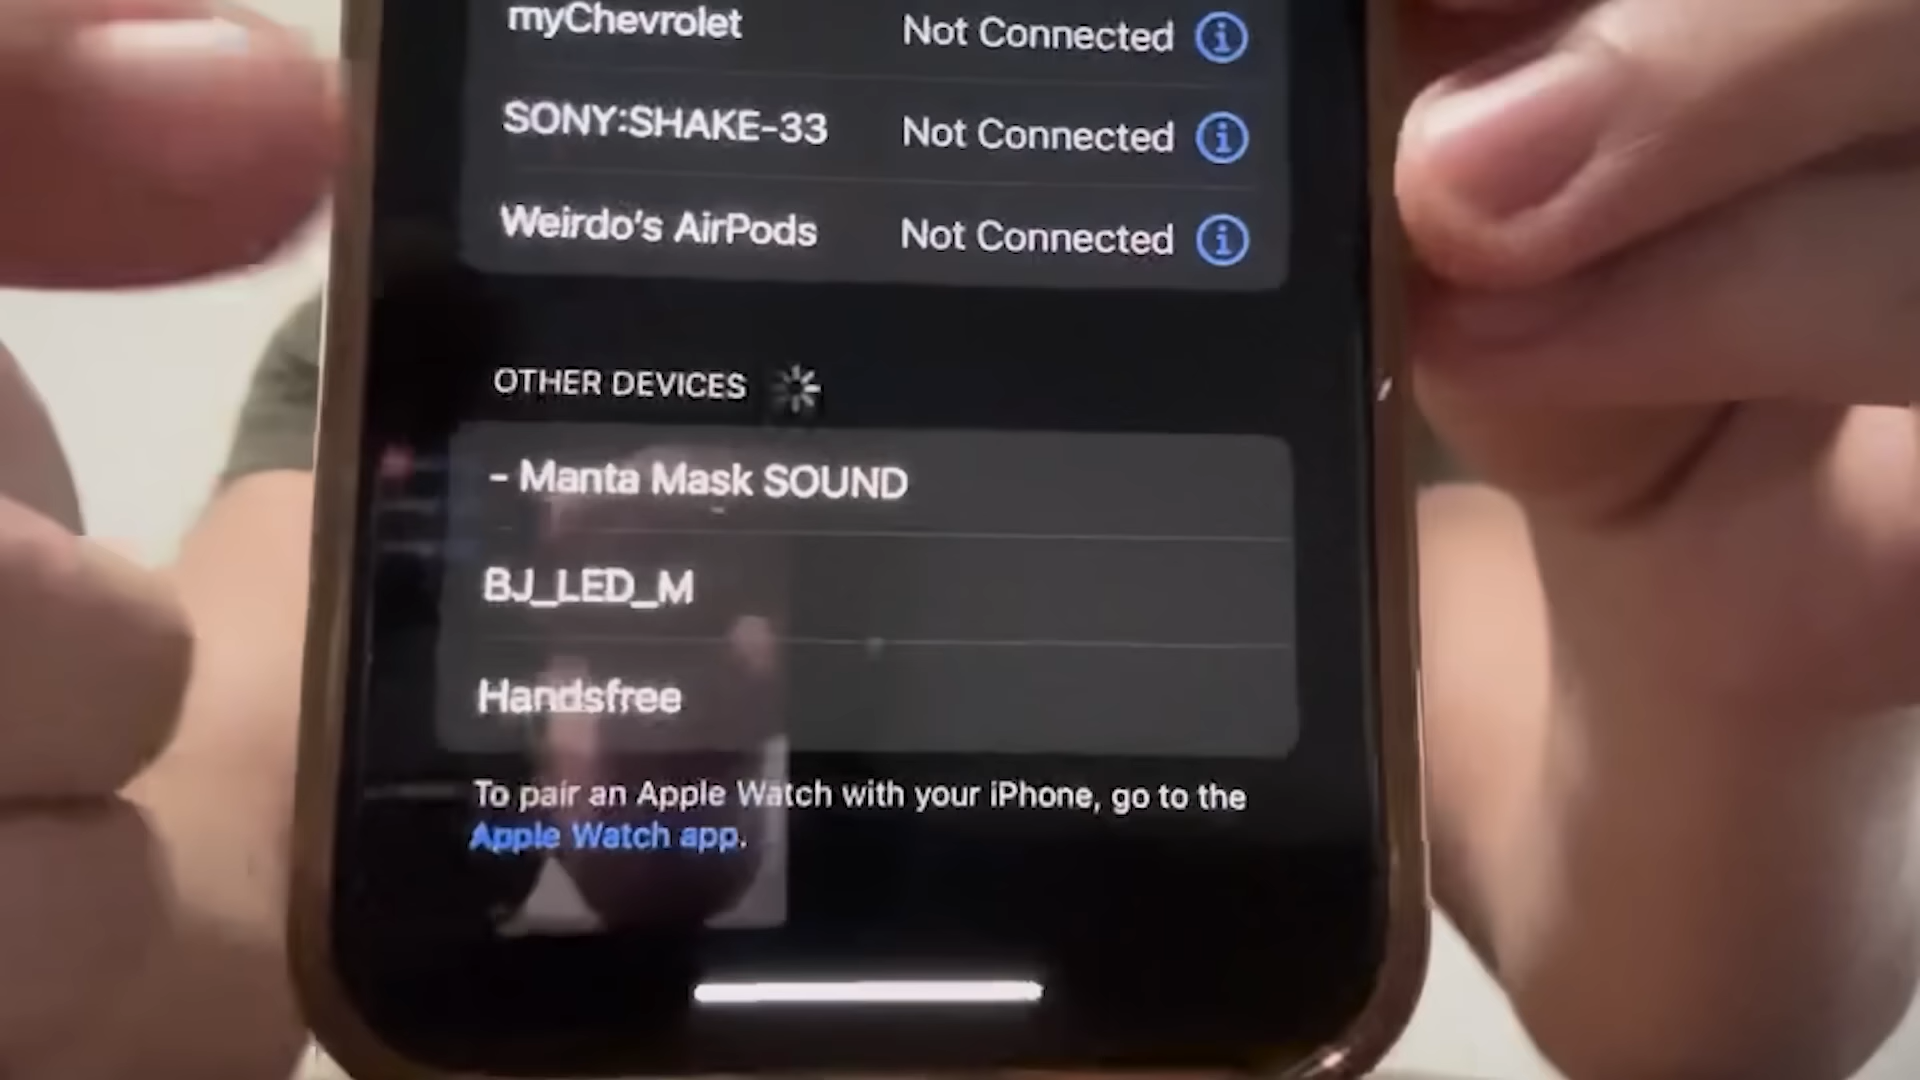 myChevrolet Not Connected
SONY:SHAKE-33 Not Connected
Weirdo's AirPods Not Connected
OTHER DEVICES
- Manta Mask SOUND
BJ_LED_M
Handsfree
To pair an Apple Watch with your iPhone, go to the
Apple Watch app.